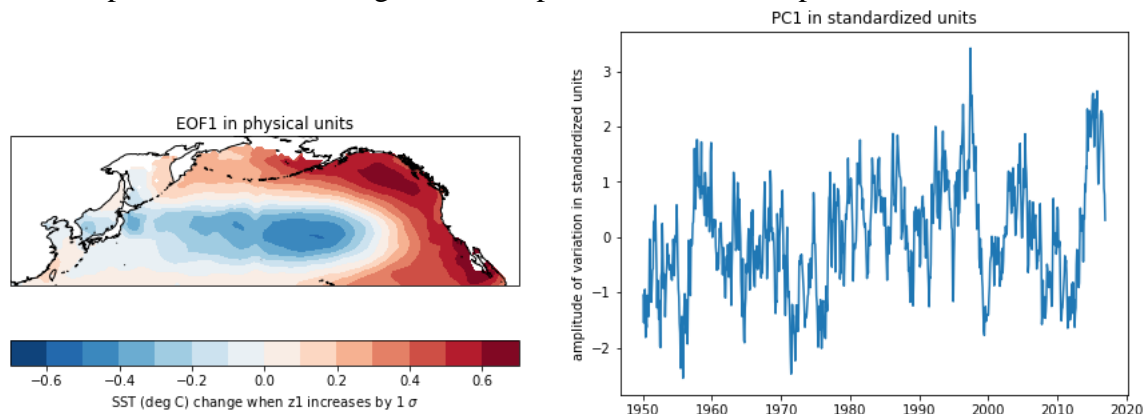 EOF1 in physical units
−0.6 −0.4 −0.2 0.0 0.2 0.4 0.6
SST (deg C) change when z1 increases by 1 σ
PC1 in standardized units
amplitude of variation in standardized units
3
2
1
0
−1
−2
1950 1960 1970 1980 1990 2000 2010 2020